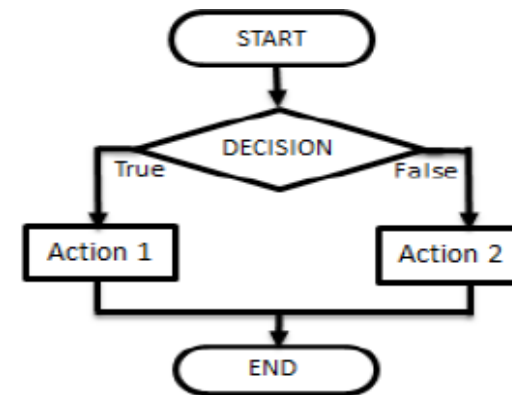 START
DECISION
True
False
Action 1
Action 2
END